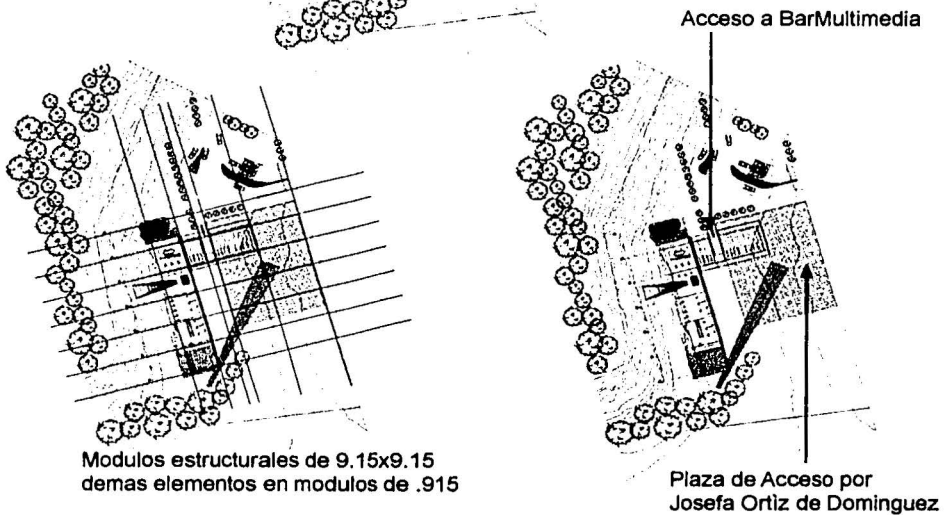 Acceso a BarMultimedia
Modulos estructurales de 9.15x9.15
demas elementos en modulos de .915
Plaza de Acceso por
Josefa Ortìz de Dominguez